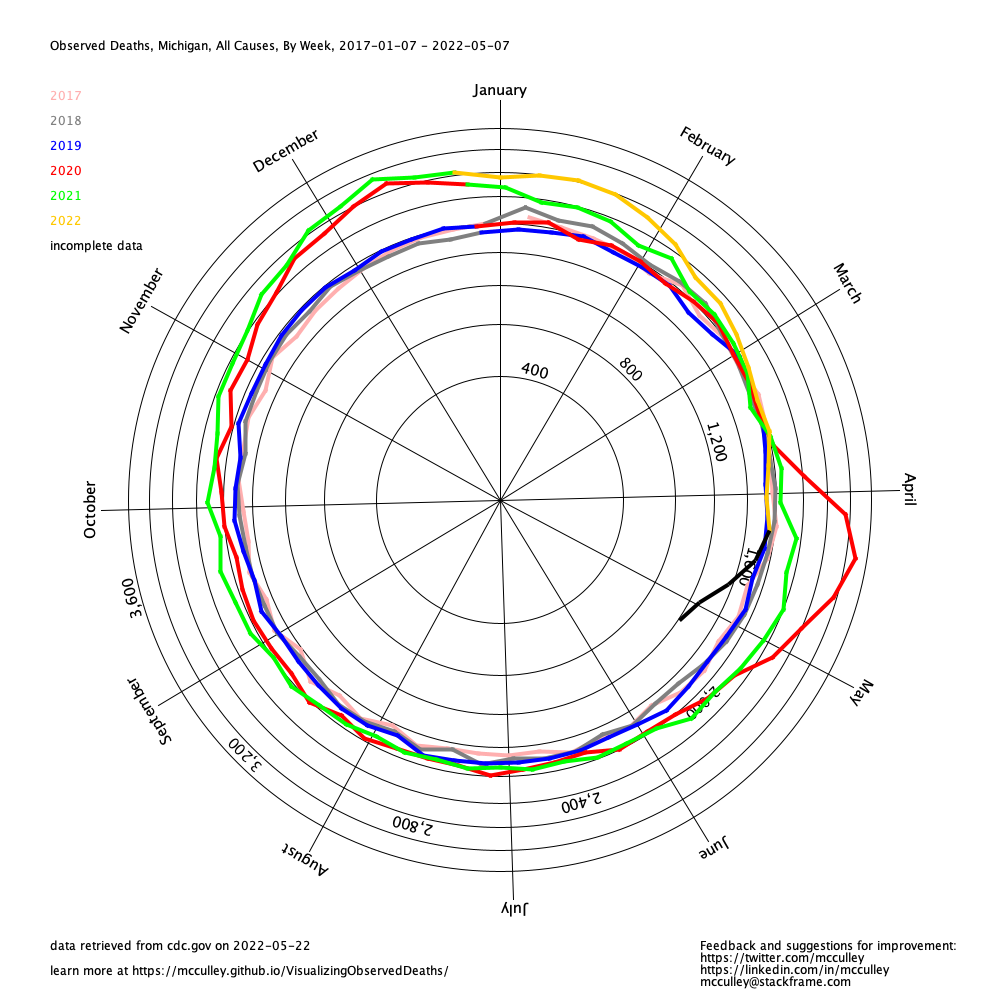 Observed Deaths, Michigan, All Causes, By Week, 2017-01-07 - 2022-05-07
2017
2018
2019
2020
2021
2022
incomplete data
January
February
March
April
May
June
July
August
September
October
November
December
400
800
1,200
1,600
2,000
2,400
2,800
3,200
3,600
data retrieved from cdc.gov on 2022-05-22
learn more at https://mcculley.github.io/VisualizingObservedDeaths/
Feedback and suggestions for improvement:
https://twitter.com/mcculley
https://linkedin.com/in/mcculley
mcculley@stackframe.com